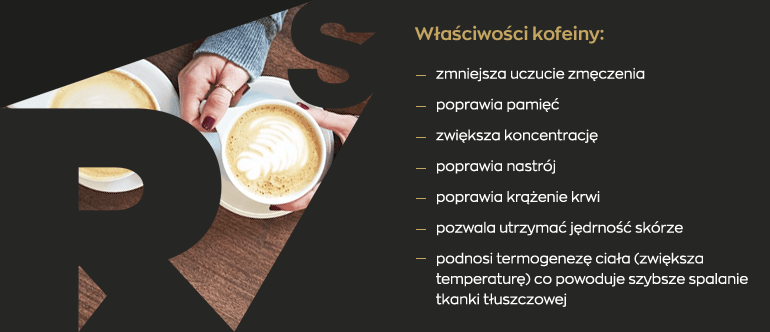 S
R
Właściwości kofeiny:
– zmniejsza uczucie zmęczenia
– poprawia pamięć
– zwiększa koncentrację
– poprawia nastrój
– poprawia krążenie krwi
– pozwala utrzymać jędrność skórze
– podnosi termogenezę ciała (zwiększa
temperaturę) co powoduje szybsze spalanie
tkanki tłuszczowej